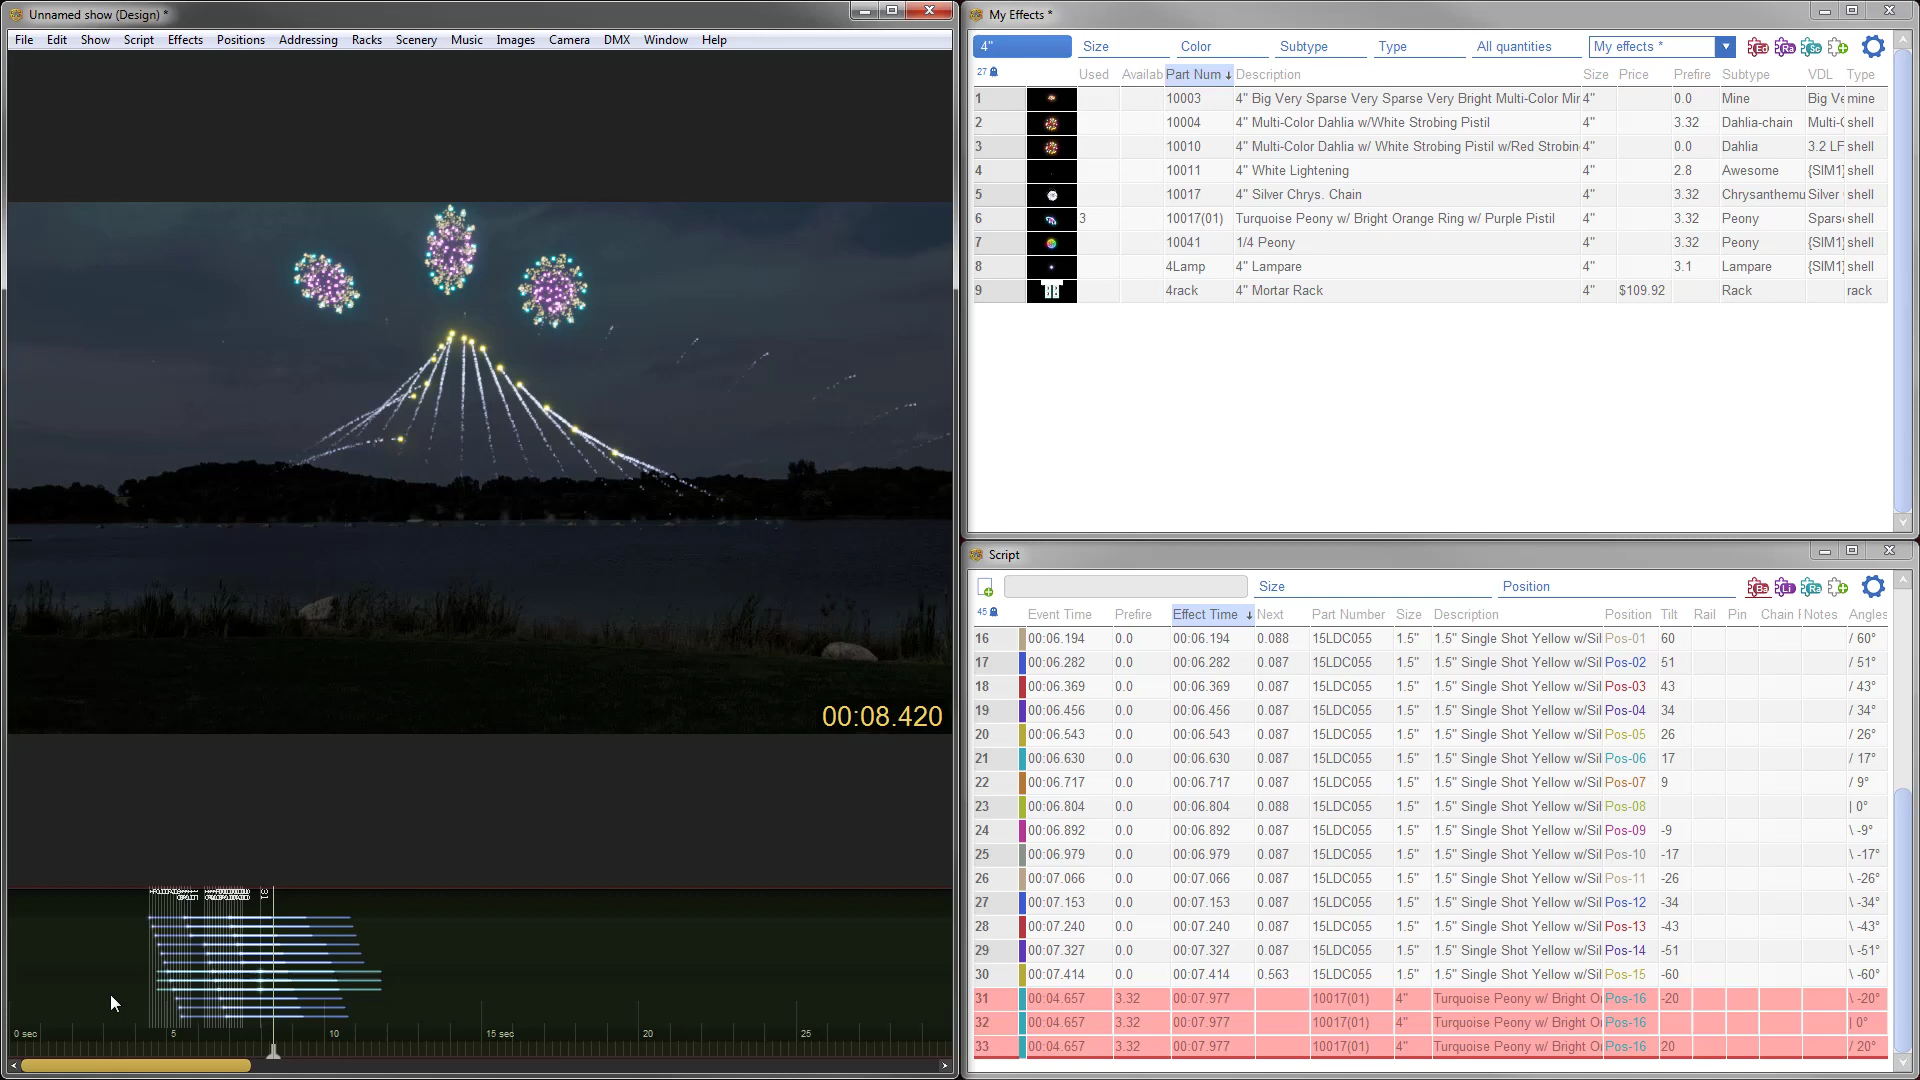 Unnamed show (Design) *
File Edit Show Script Effects Positions Addressing Racks Scenery Music Images Camera DMX Window Help
00:08.420
0 sec 5 10 15 sec 20 25
My Effects *
4" Size Color Subtype Type All quantities My effects *
27 Used Availab Part Num Description Size Price Prefire Subtype VDL Type
1 10003 4" Big Very Sparse Very Sparse Very Bright Multi-Color Mir 4" 0.0 Mine Big Ve mine
2 10004 4" Multi-Color Dahlia w/White Strobing Pistil 4" 3.32 Dahlia-chain Multi-C shell
3 10010 4" Multi-Color Dahlia w/ White Strobing Pistil w/Red Strobin 4" 0.0 Dahlia 3.2 LF shell
4 10011 4" White Lightening 4" 2.8 Awesome {SIM1} shell
5 10017 4" Silver Chrys. Chain 4" 3.32 Chrysanthemu Silver shell
6 3 10017(01) Turquoise Peony w/ Bright Orange Ring w/ Purple Pistil 4" 3.32 Peony Spars shell
7 10041 1/4 Peony 4" 3.32 Peony {SIM1} shell
8 4Lamp 4" Lampare 4" 3.1 Lampare {SIM1} shell
9 4rack 4" Mortar Rack 4" $109.92 Rack rack
Script
Size Position
45 Event Time Prefire Effect Time Next Part Number Size Description Position Tilt Rail Pin Chain Notes Angles
16 00:06.194 0.0 00:06.194 0.088 15LDC055 1.5" 1.5" Single Shot Yellow w/Sil Pos-01 60 / 60°
17 00:06.282 0.0 00:06.282 0.087 15LDC055 1.5" 1.5" Single Shot Yellow w/Sil Pos-02 51 / 51°
18 00:06.369 0.0 00:06.369 0.087 15LDC055 1.5" 1.5" Single Shot Yellow w/Sil Pos-03 43 / 43°
19 00:06.456 0.0 00:06.456 0.087 15LDC055 1.5" 1.5" Single Shot Yellow w/Sil Pos-04 34 / 34°
20 00:06.543 0.0 00:06.543 0.087 15LDC055 1.5" 1.5" Single Shot Yellow w/Sil Pos-05 26 / 26°
21 00:06.630 0.0 00:06.630 0.087 15LDC055 1.5" 1.5" Single Shot Yellow w/Sil Pos-06 17 / 17°
22 00:06.717 0.0 00:06.717 0.087 15LDC055 1.5" 1.5" Single Shot Yellow w/Sil Pos-07 9 / 9°
23 00:06.804 0.0 00:06.804 0.088 15LDC055 1.5" 1.5" Single Shot Yellow w/Sil Pos-08 | 0°
24 00:06.892 0.0 00:06.892 0.087 15LDC055 1.5" 1.5" Single Shot Yellow w/Sil Pos-09 -9 \ -9°
25 00:06.979 0.0 00:06.979 0.087 15LDC055 1.5" 1.5" Single Shot Yellow w/Sil Pos-10 -17 \ -17°
26 00:07.066 0.0 00:07.066 0.087 15LDC055 1.5" 1.5" Single Shot Yellow w/Sil Pos-11 -26 \ -26°
27 00:07.153 0.0 00:07.153 0.087 15LDC055 1.5" 1.5" Single Shot Yellow w/Sil Pos-12 -34 \ -34°
28 00:07.240 0.0 00:07.240 0.087 15LDC055 1.5" 1.5" Single Shot Yellow w/Sil Pos-13 -43 \ -43°
29 00:07.327 0.0 00:07.327 0.087 15LDC055 1.5" 1.5" Single Shot Yellow w/Sil Pos-14 -51 \ -51°
30 00:07.414 0.0 00:07.414 0.563 15LDC055 1.5" 1.5" Single Shot Yellow w/Sil Pos-15 -60 \ -60°
31 00:04.657 3.32 00:07.977 10017(01) 4" Turquoise Peony w/ Bright O Pos-16 -20 \ -20°
32 00:04.657 3.32 00:07.977 10017(01) 4" Turquoise Peony w/ Bright O Pos-16 | 0°
33 00:04.657 3.32 00:07.977 10017(01) 4" Turquoise Peony w/ Bright O Pos-16 20 / 20°